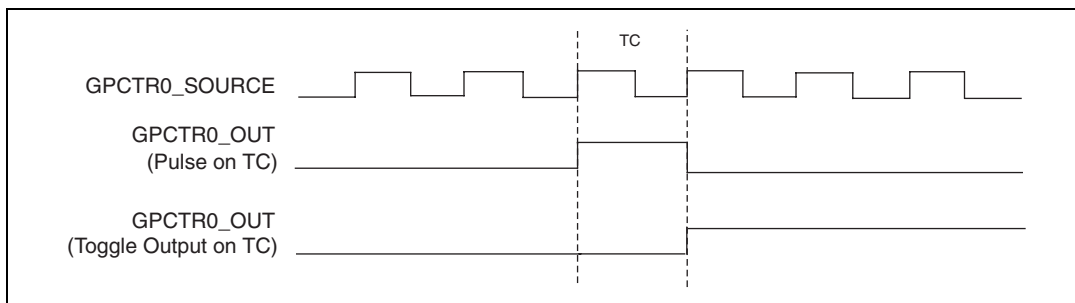 TC
GPCTR0_SOURCE
GPCTR0_OUT
(Pulse on TC)
GPCTR0_OUT
(Toggle Output on TC)